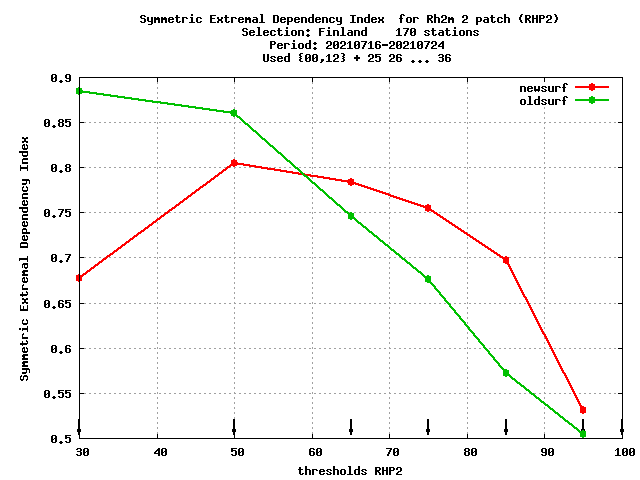 Symmetric Extremal Dependency Index  for Rh2m 2 patch (RHP2)
Selection: Finland    170 stations
Period: 20210716-20210724
Used {00,12} + 25 26 ... 36
newsurf
oldsurf
Symmetric Extremal Dependency Index
0.9
0.85
0.8
0.75
0.7
0.65
0.6
0.55
0.5
30 40 50 60 70 80 90 100
thresholds RHP2